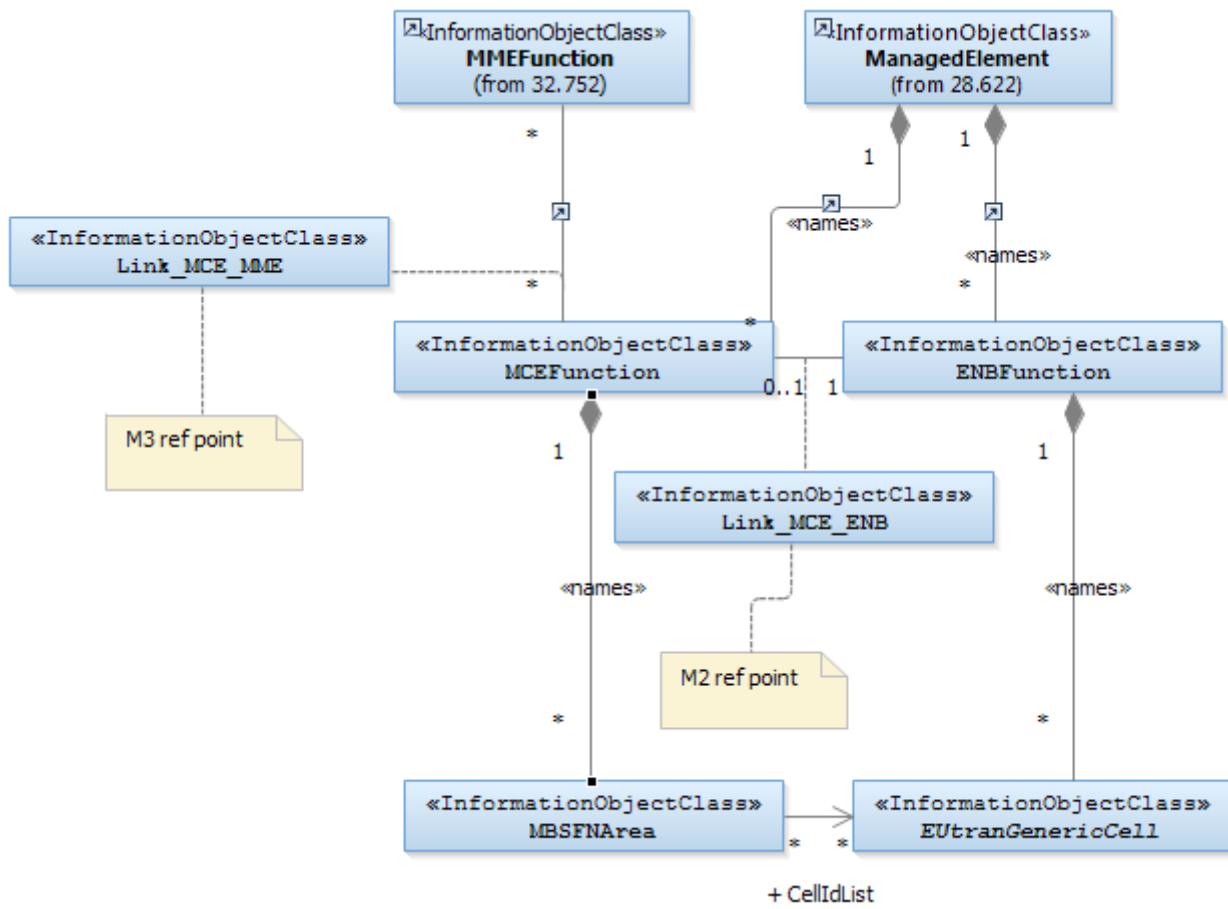 «InformationObjectClass»
MMEFunction
(from 32.752)
«InformationObjectClass»
ManagedElement
(from 28.622)
*
1
1
«names»
«InformationObjectClass»
Link_MCE_MME
«names»
*
*
*
«InformationObjectClass»
MCEFunction
«InformationObjectClass»
ENBFunction
0..1
1
M3 ref point
1
1
«InformationObjectClass»
Link_MCE_ENB
«names»
«names»
M2 ref point
*
*
«InformationObjectClass»
MBSFNArea
«InformationObjectClass»
EUtranGenericCell
*
*
+ CellIdList